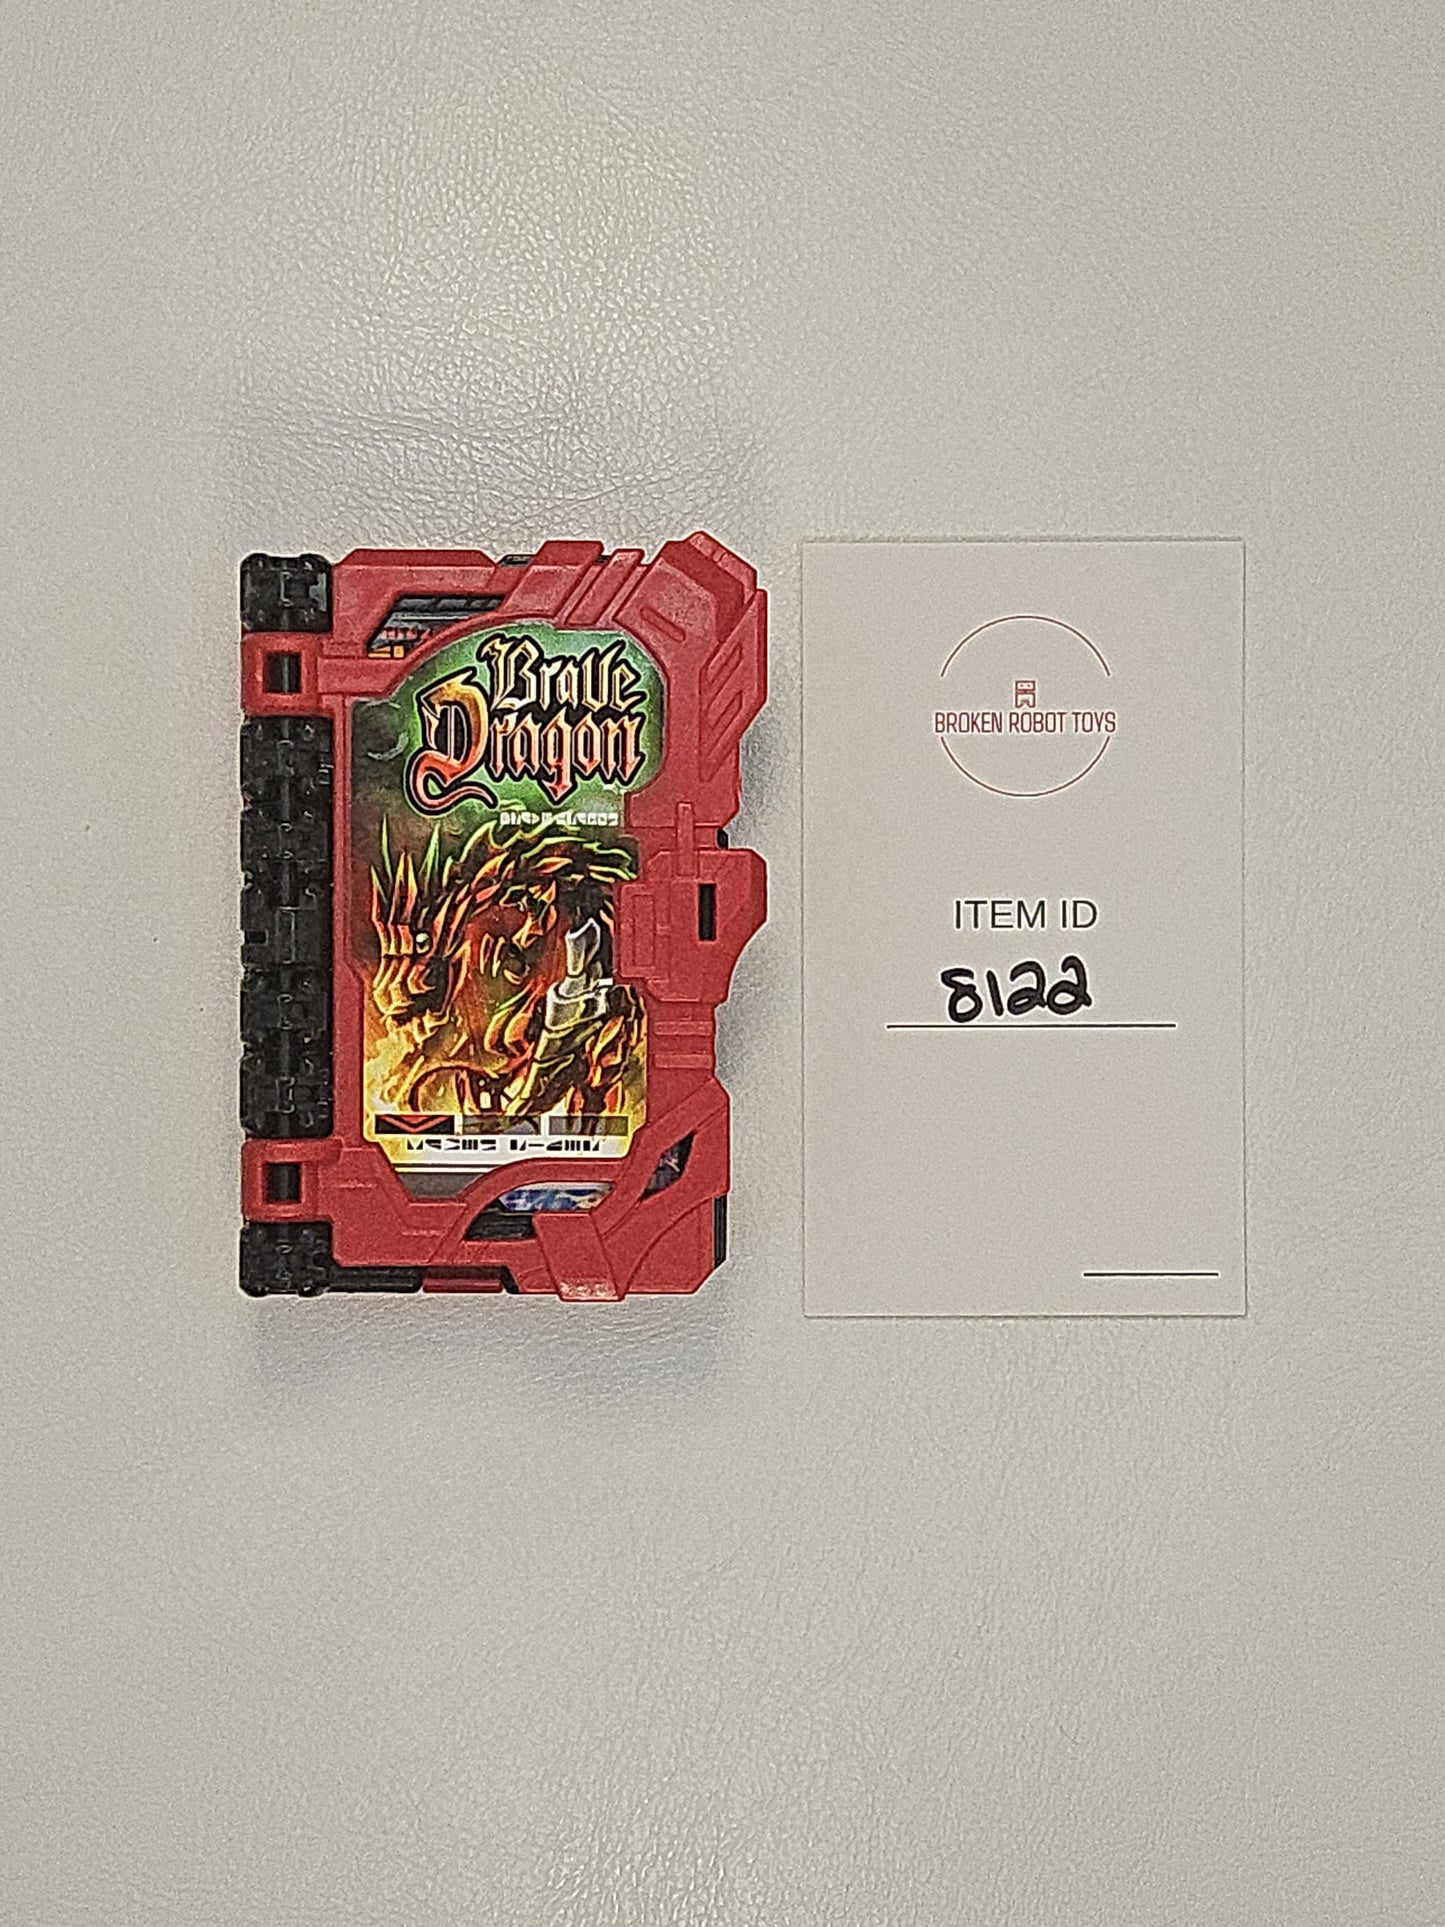 Brave
Dragon
BROKEN ROBOT TOYS
ITEM ID
8122